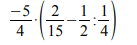 -5/4 · (2/15 - 1/2 : 1/4)